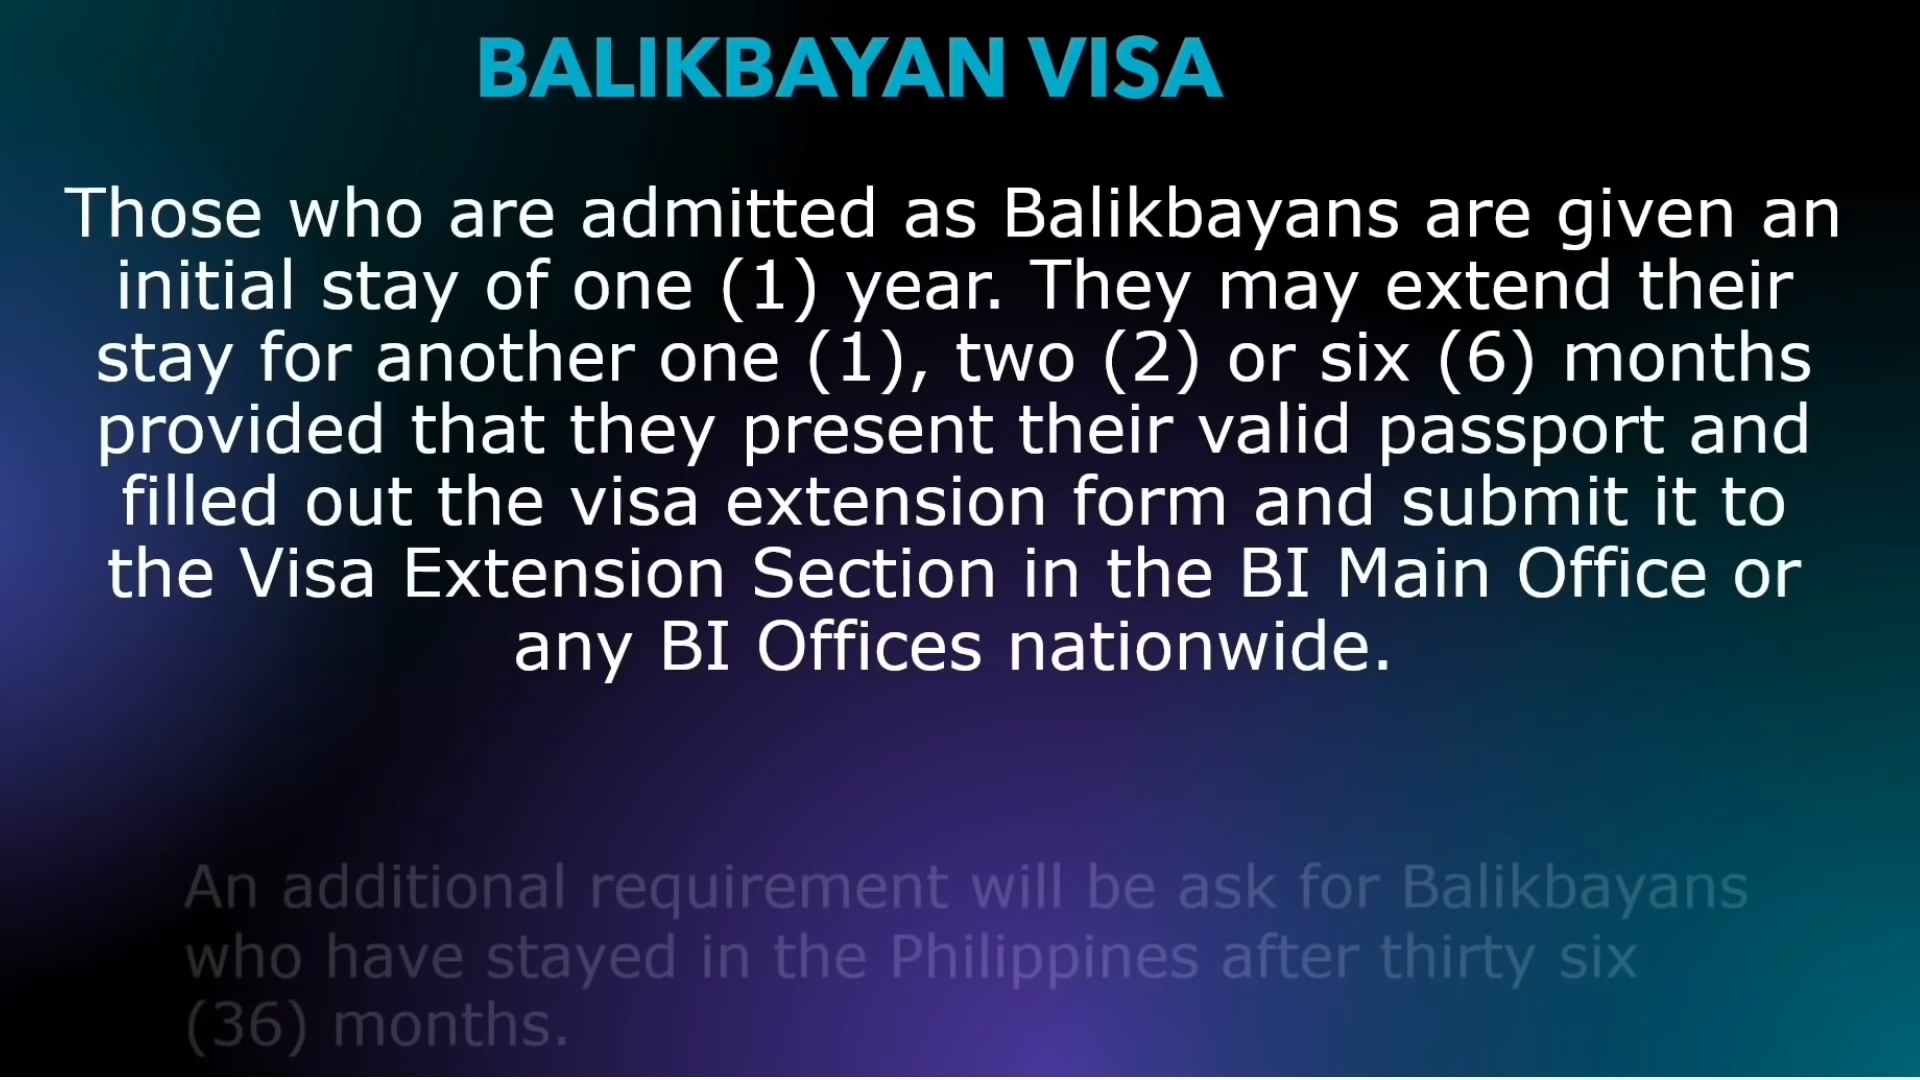 BALIKBAYAN VISA
Those who are admitted as Balikbayans are given an
initial stay of one (1) year. They may extend their
stay for another one (1), two (2) or six (6) months
provided that they present their valid passport and
filled out the visa extension form and submit it to
the Visa Extension Section in the BI Main Office or
any BI Offices nationwide.
An additional requirement will be ask for Balikbayans
who have stayed in the Philippines after thirty six
(36) months.